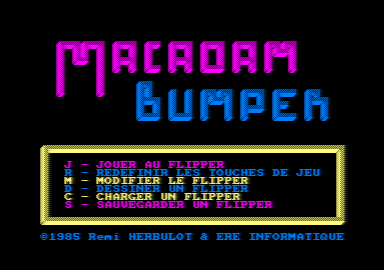 MACADAM
BUMPER
J - JOUER AU FLIPPER
R - REDEFINIR LES TOUCHES DE JEU
M - MODIFIER LE FLIPPER
D - DESSINER UN FLIPPER
C - CHARGER UN FLIPPER
S - SAUVEGARDER UN FLIPPER
©1985 Remi HERBULOT & ERE INFORMATIQUE